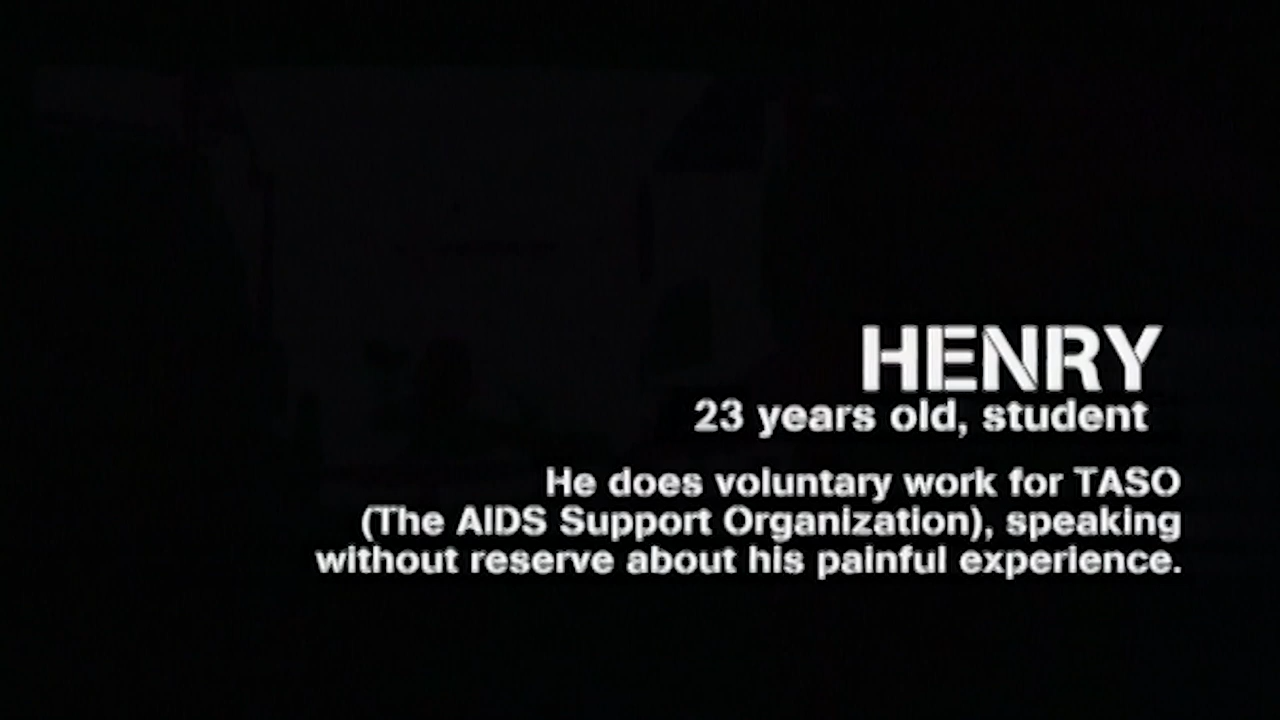 HENRY
23 years old, student
He does voluntary work for TASO
(The AIDS Support Organization), speaking
without reserve about his painful experience.